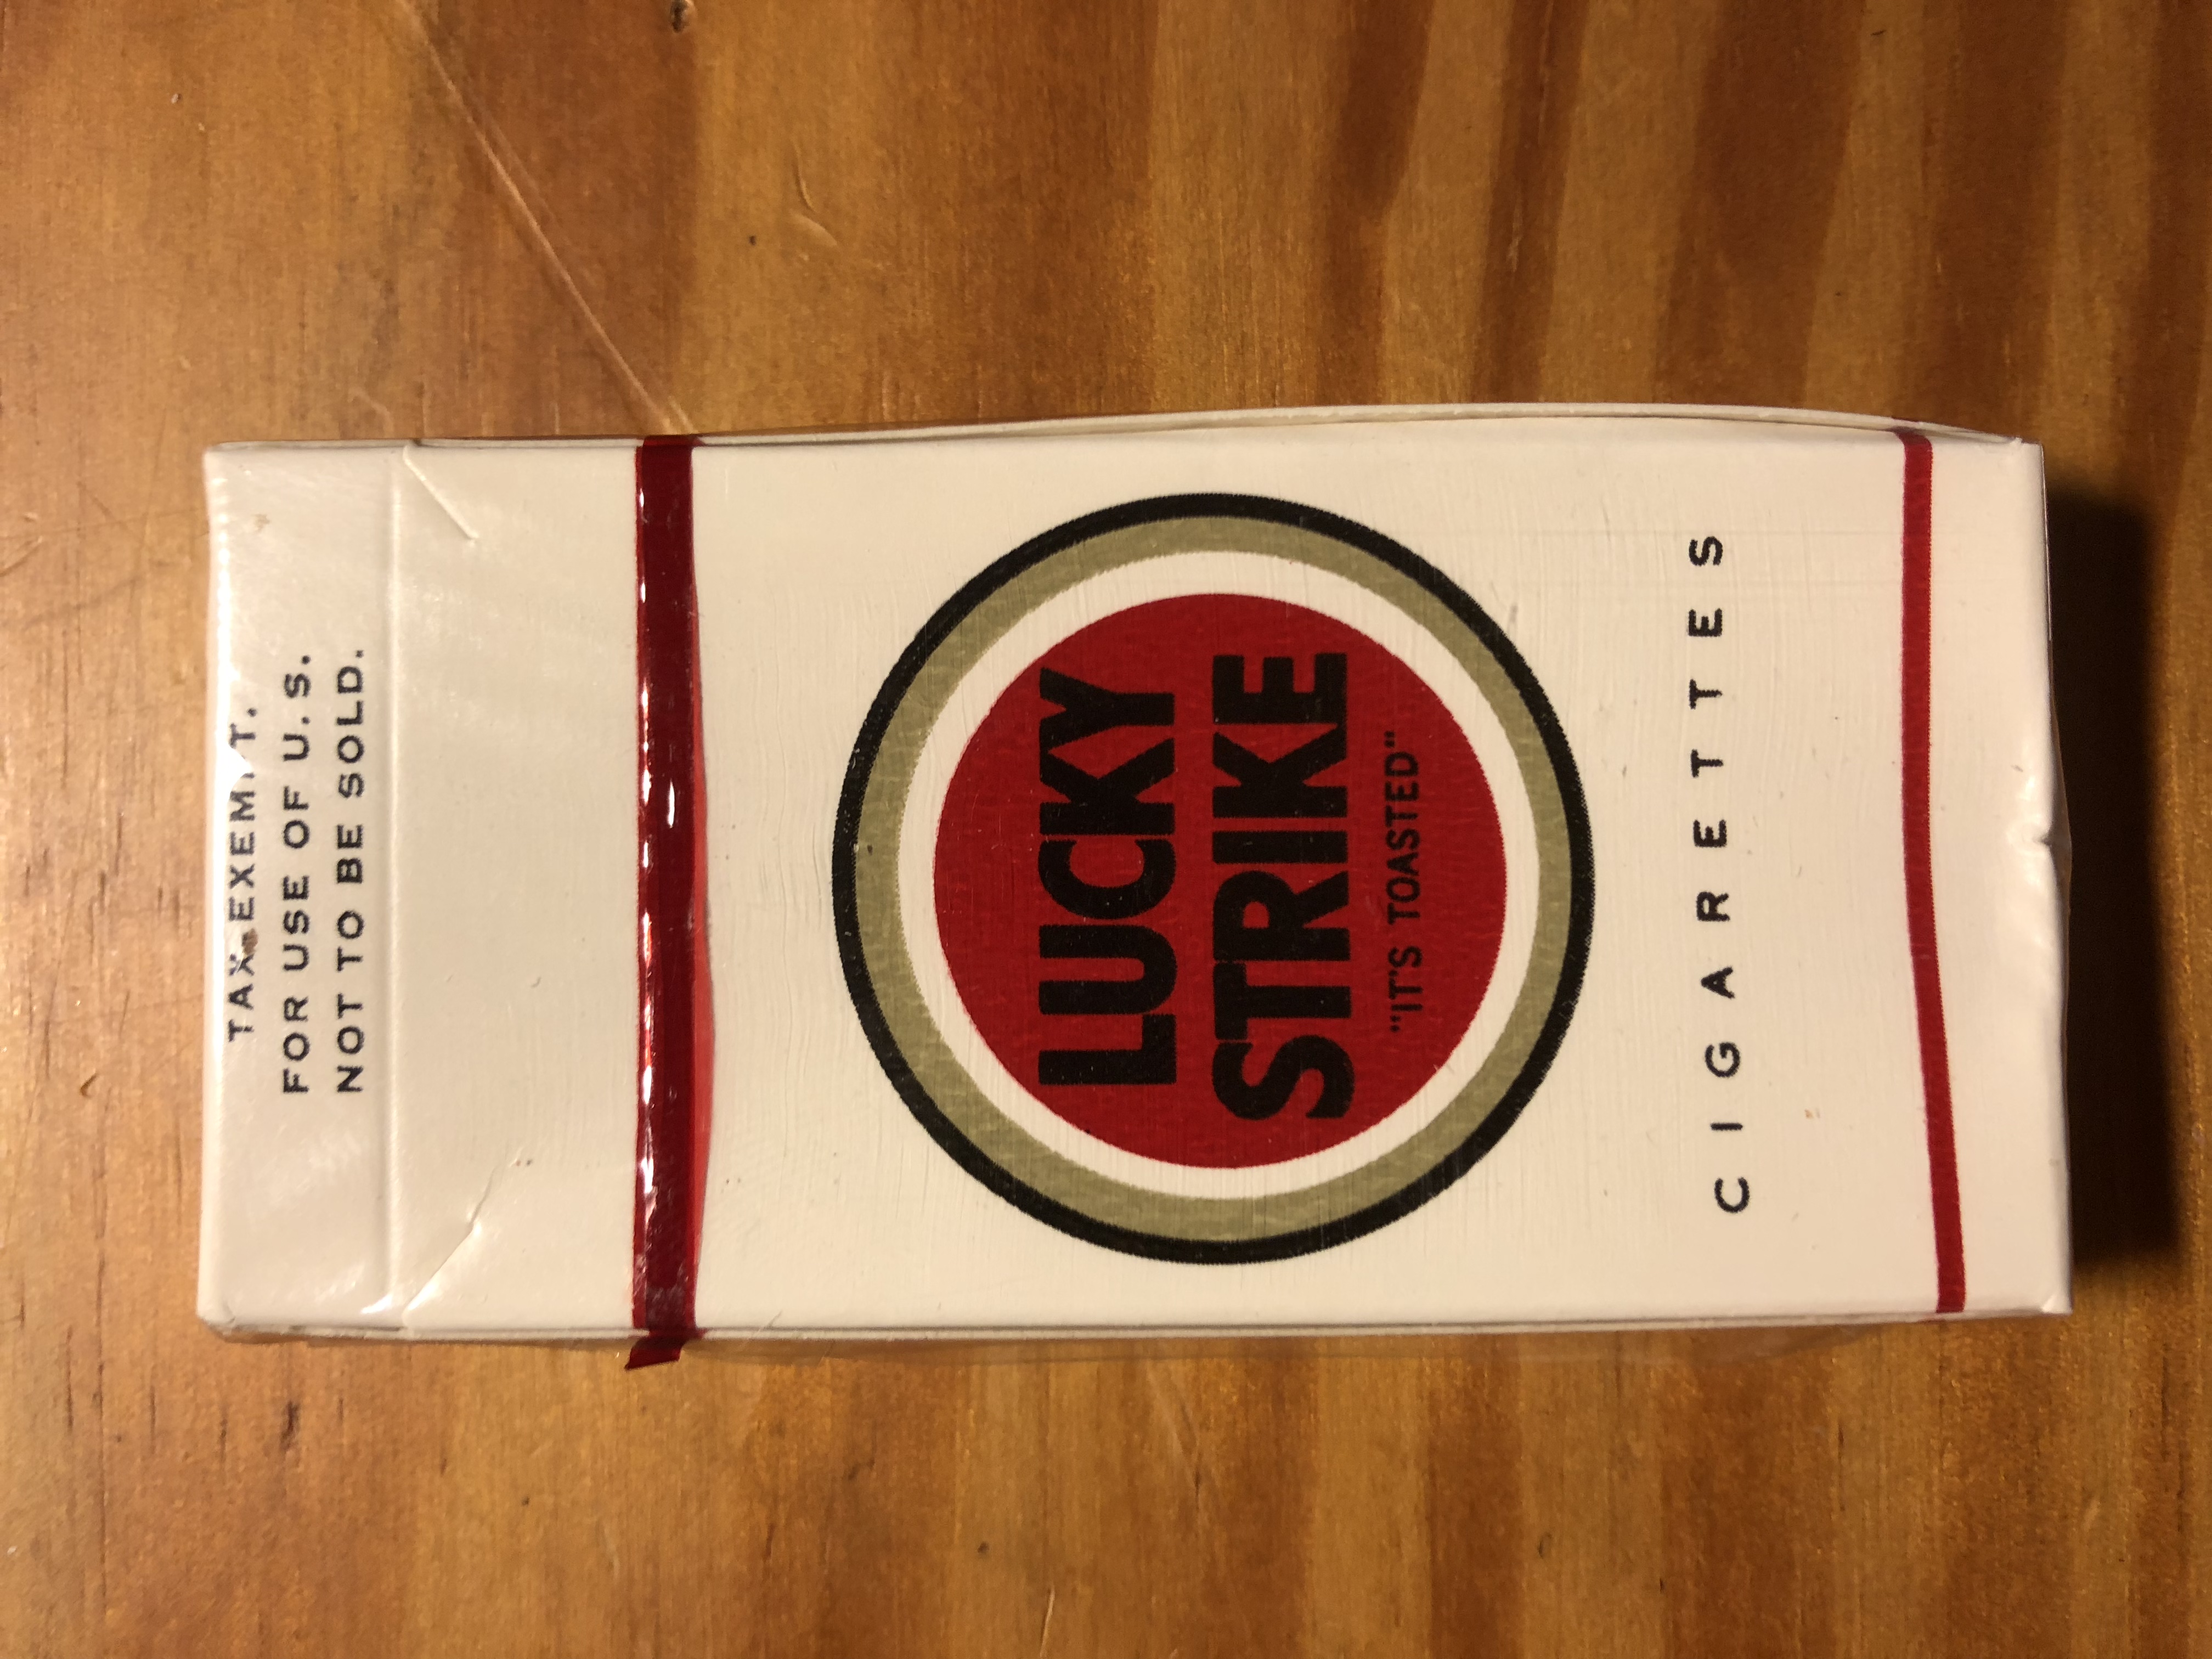 TAX EXEMPT.
FOR USE OF U.S.
NOT TO BE SOLD.
LUCKY
STRIKE
"IT'S TOASTED"
CIGARETTES